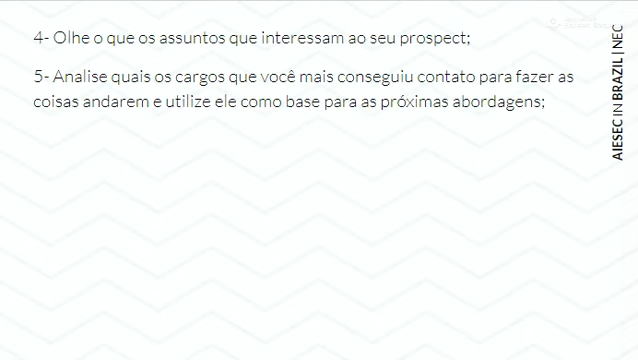 4- Olhe o que os assuntos que interessam ao seu prospect;
5- Analise quais os cargos que você mais conseguiu contato para fazer as
coisas andarem e utilize ele como base para as próximas abordagens;
AIESEC IN BRAZIL | NEC